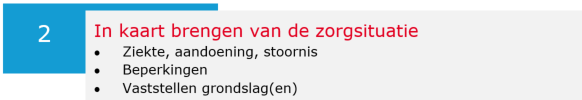 2
In kaart brengen van de zorgsituatie
• Ziekte, aandoening, stoornis
• Beperkingen
• Vaststellen grondslag(en)